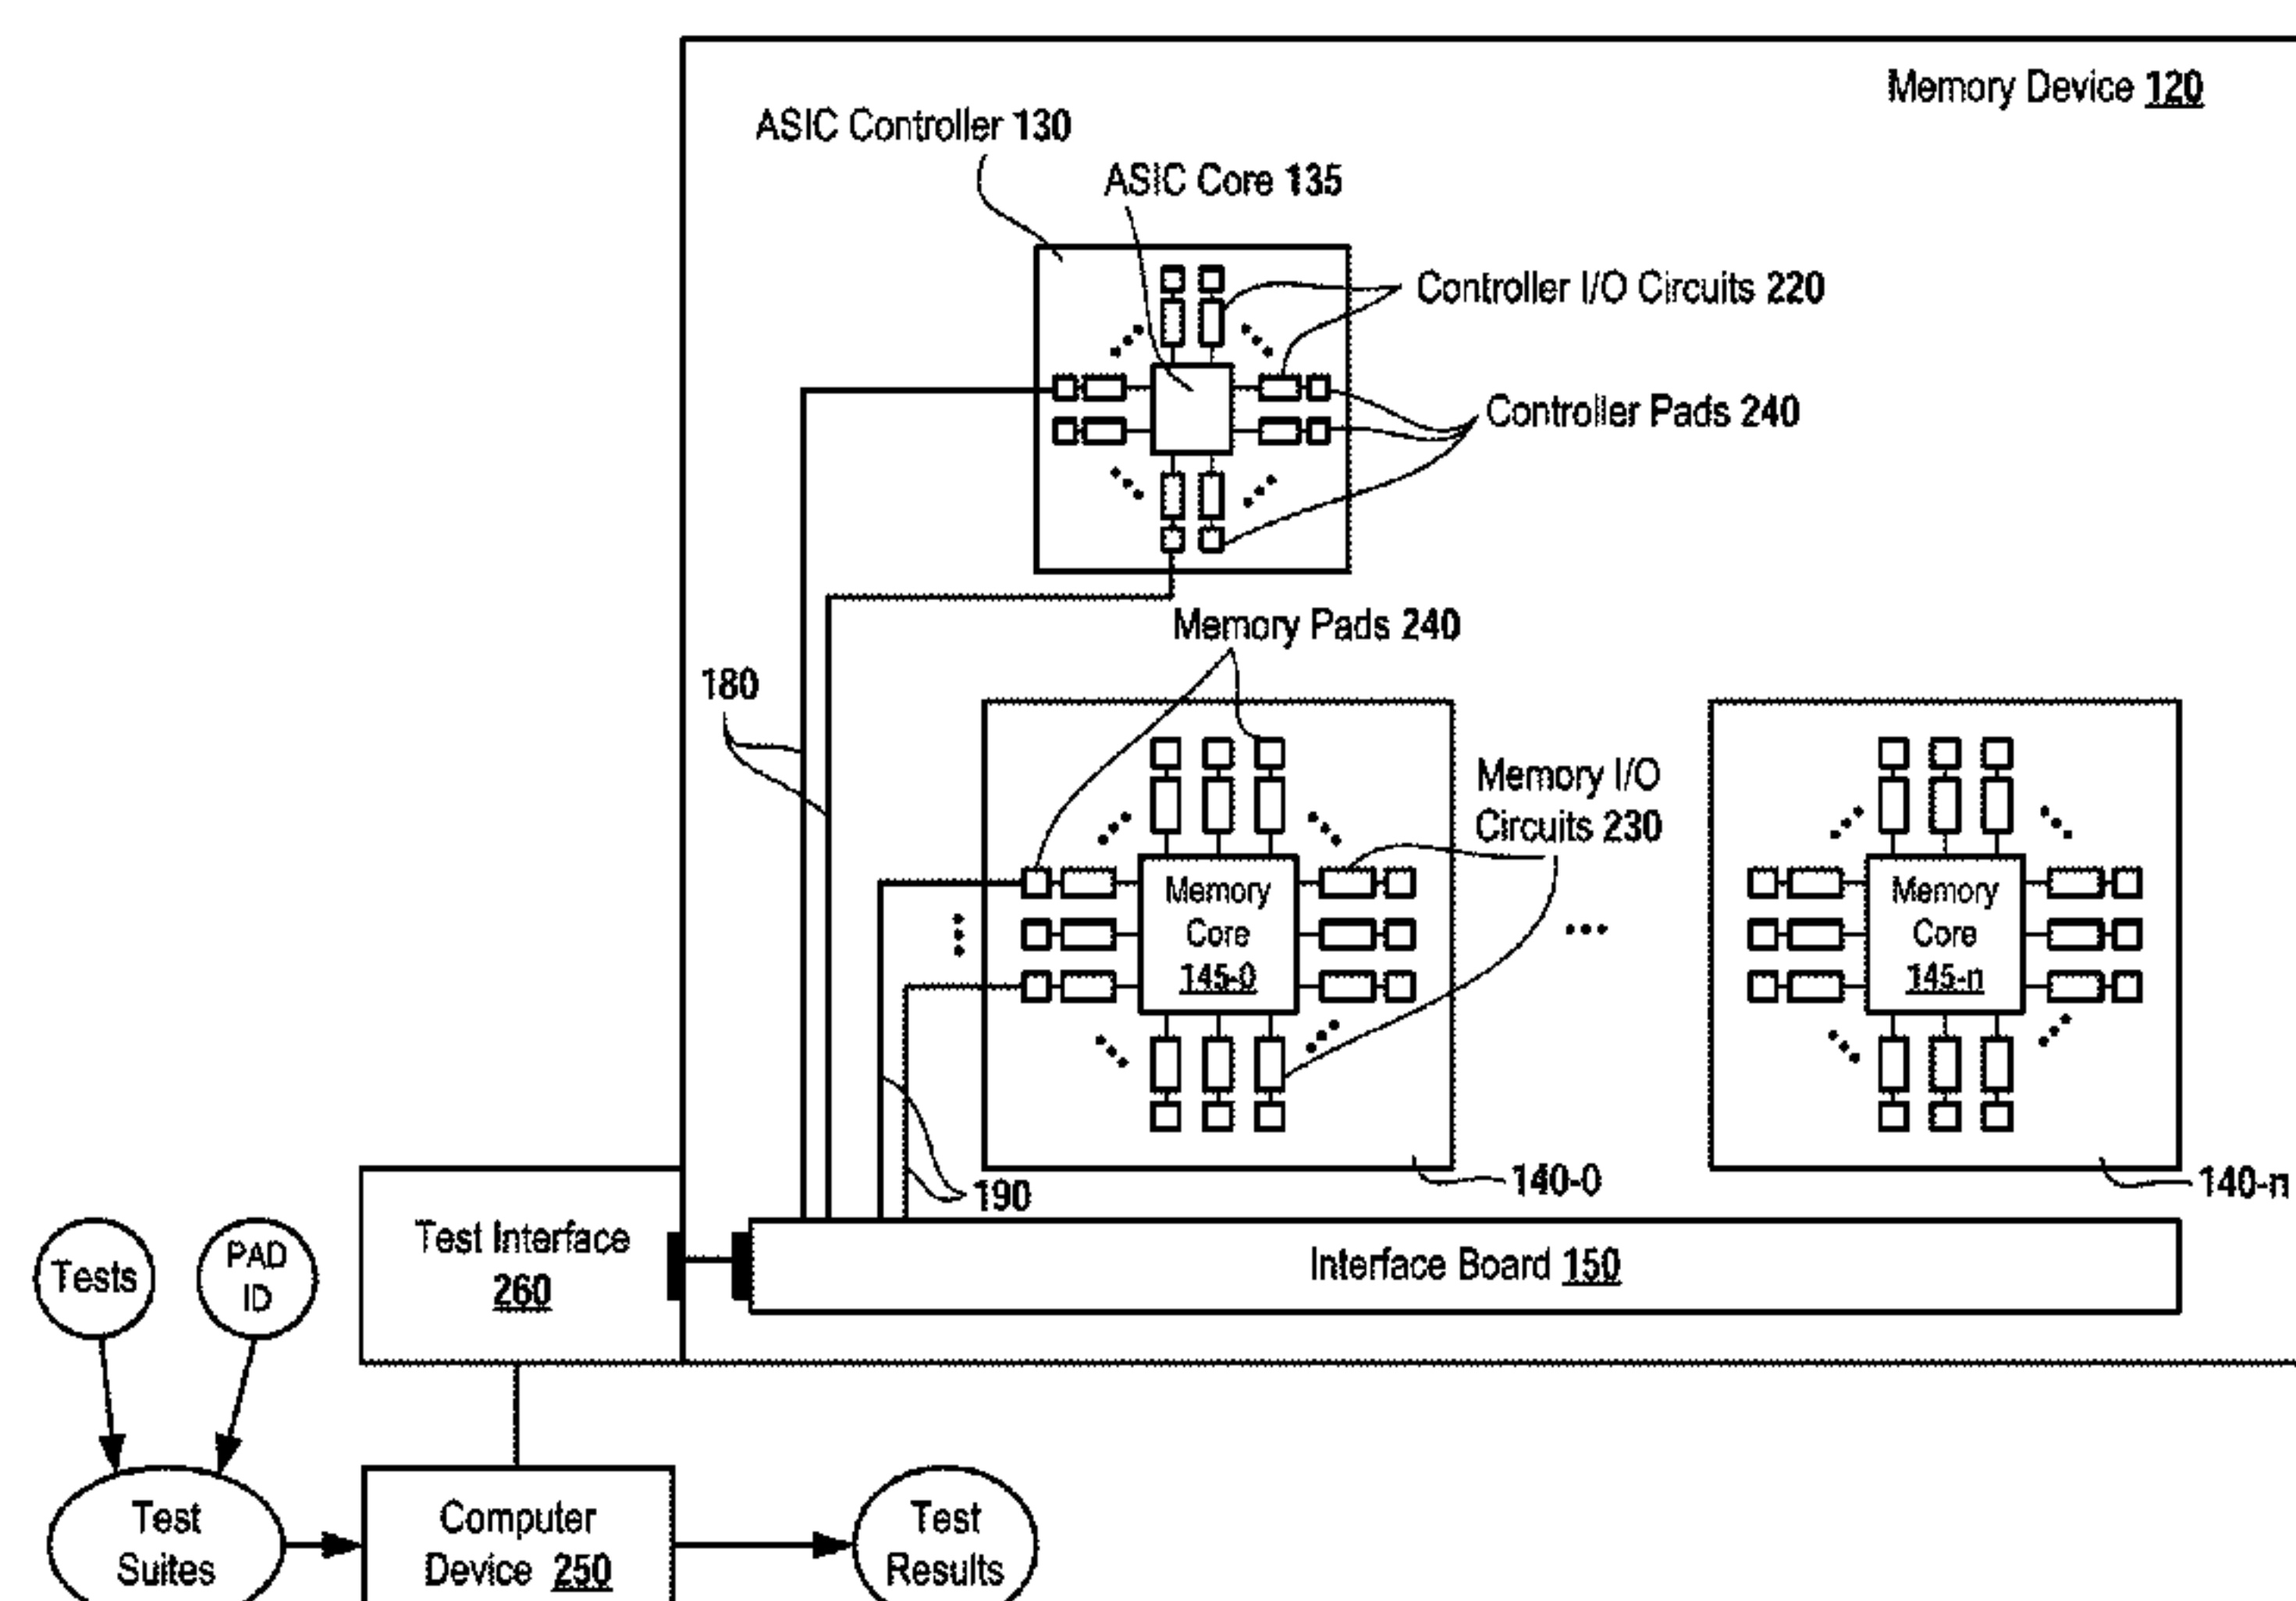 Memory Device 120
ASIC Controller 130
ASIC Core 135
Controller I/O Circuits 220
Controller Pads 240
Memory Pads 240
180
Memory I/O
Circuits 230
Memory
Core
145-0
Memory
Core
145-n
190
140-0
140-n
Test Interface
260
Interface Board 150
Tests
PAD
ID
Test
Suites
Computer
Device 250
Test
Results